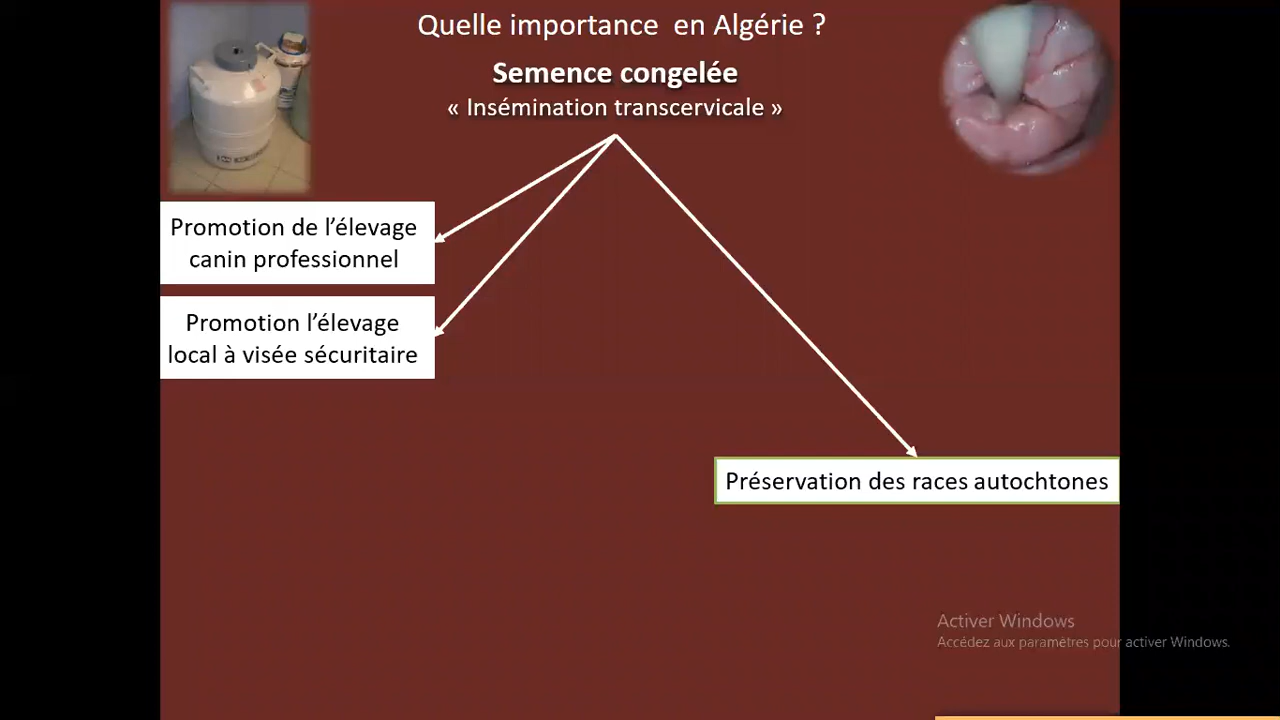 Quelle importance en Algérie ?
Semence congelée
« Insémination transcervicale »
Promotion de l’élevage
canin professionnel
Promotion l’élevage
local à visée sécuritaire
Préservation des races autochtones
Activer Windows
Accédez aux paramètres pour activer Windows.